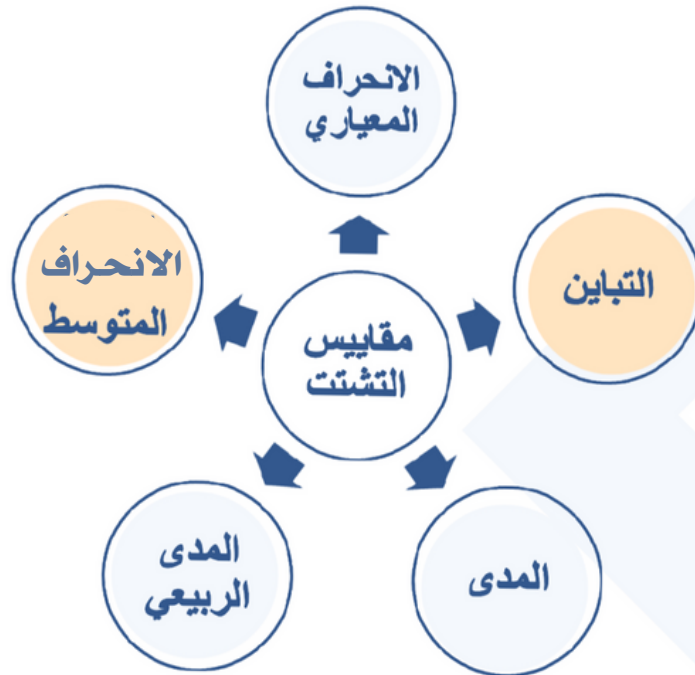 الانحراف
المعياري
التباين
الانحراف
المتوسط
مقاييس
التشتت
المدى
الربيعي
المدى